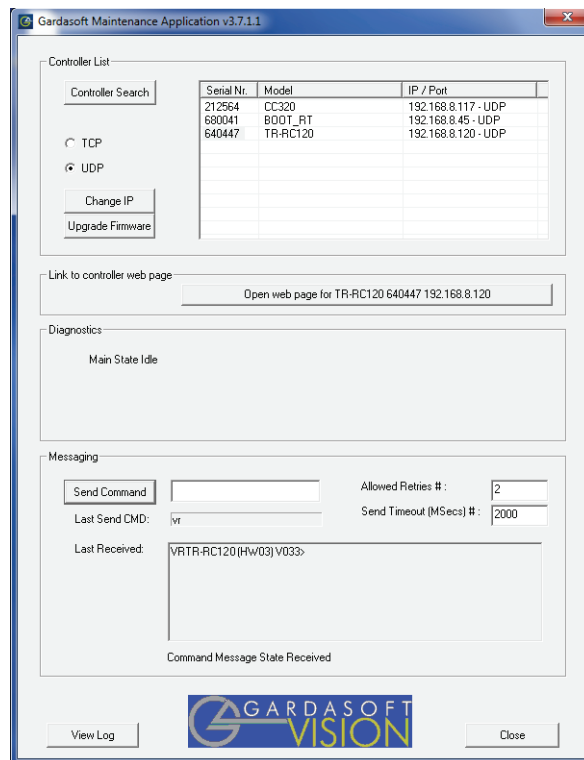 Gardasoft Maintenance Application v3.7.1.1
Controller List
Controller Search
Serial Nr. Model IP / Port
212564 CC320 192.168.8.117 - UDP
680041 BOOT_RT 192.168.8.45 - UDP
640447 TR-RC120 192.168.8.120 - UDP
TCP
UDP
Change IP
Upgrade Firmware
Link to controller web page
Open web page for TR-RC120 640447 192.168.8.120
Diagnostics
Main State Idle
Messaging
Send Command
Allowed Retries # : 2
Last Send CMD: vr
Send Timeout (MSecs) # : 2000
Last Received: VRTR-RC120 (HW03) V033>
Command Message State Received
View Log
GARDASOFT
VISION
Close